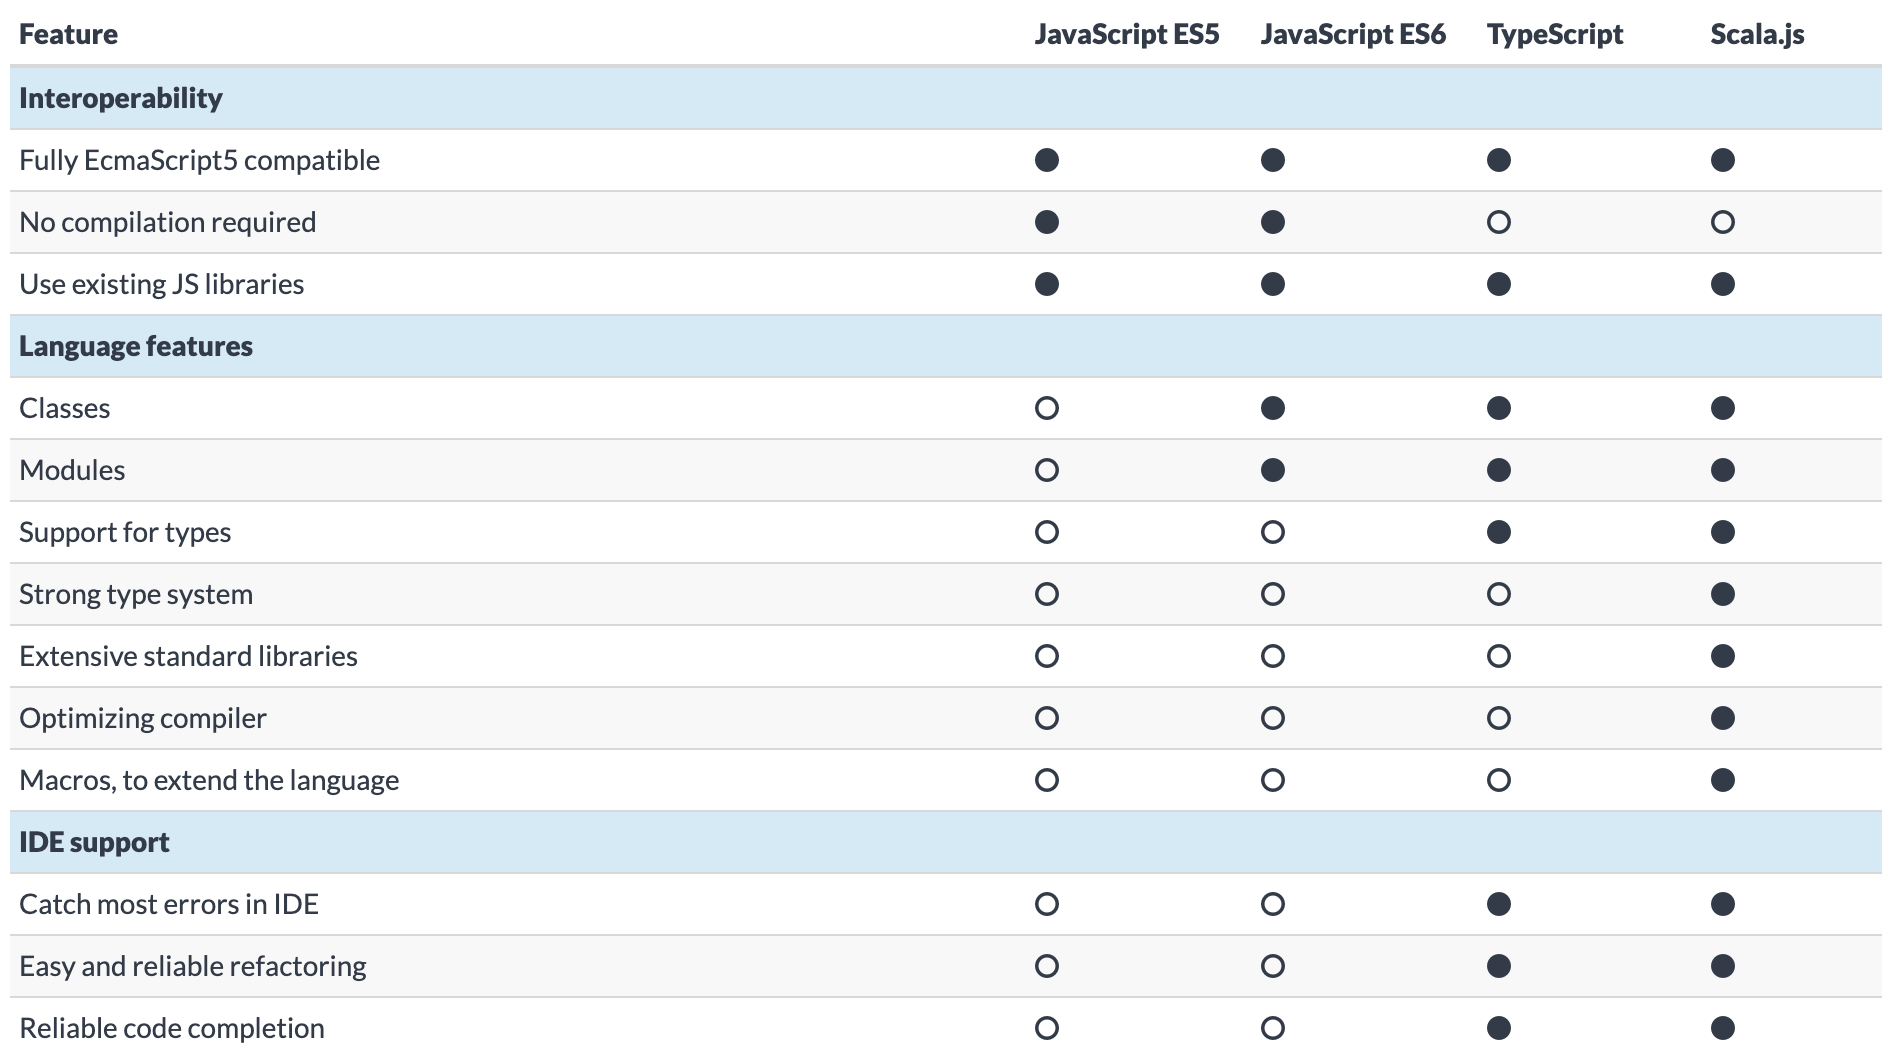 Feature JavaScript ES5 JavaScript ES6 TypeScript Scala.js
Interoperability
Fully EcmaScript5 compatible ● ● ● ●
No compilation required ● ● ○ ○
Use existing JS libraries ● ● ● ●
Language features
Classes ○ ● ● ●
Modules ○ ● ● ●
Support for types ○ ○ ● ●
Strong type system ○ ○ ○ ●
Extensive standard libraries ○ ○ ○ ●
Optimizing compiler ○ ○ ○ ●
Macros, to extend the language ○ ○ ○ ●
IDE support
Catch most errors in IDE ○ ○ ● ●
Easy and reliable refactoring ○ ○ ● ●
Reliable code completion ○ ○ ● ●